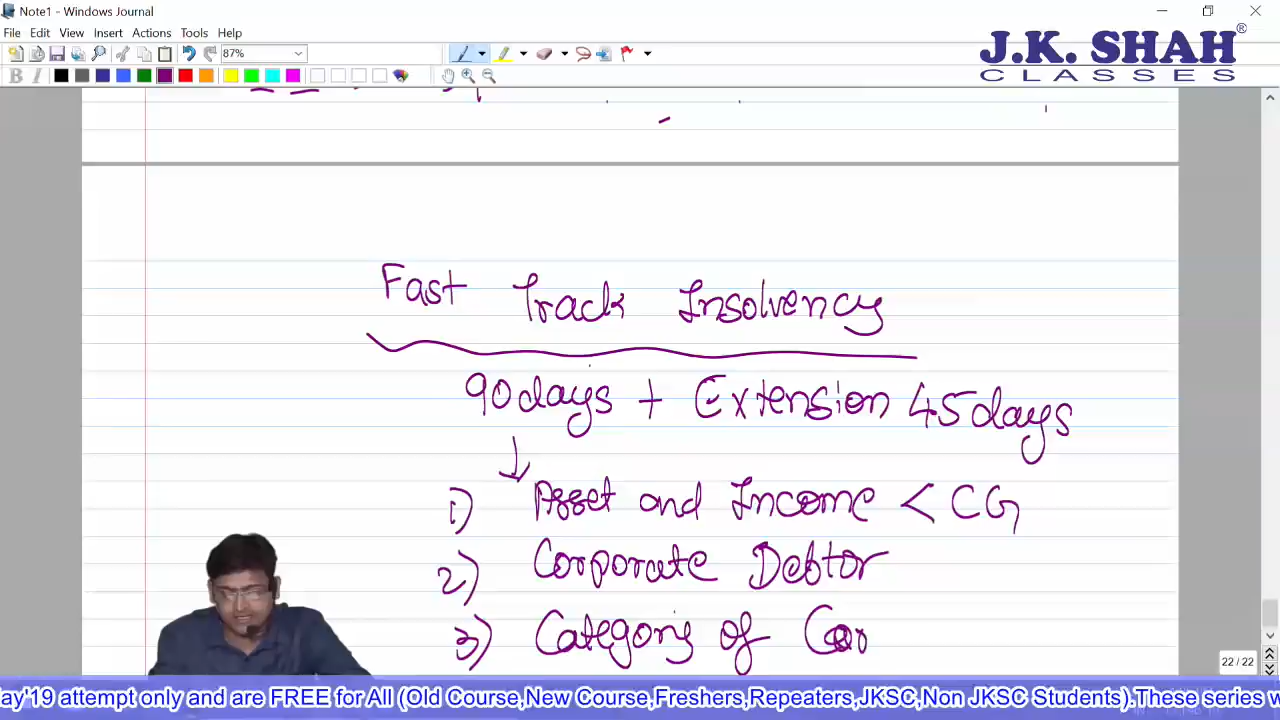 Note1 - Windows Journal
File Edit View Insert Actions Tools Help
87%
J.K. SHAH®
CLASSES
Fast Track Insolvency
90days + Extension 45days
1) Asset and Income < CG
2) Corporate Debtor
3) Category of
22 / 22
ay'19 attempt only and are FREE for All (Old Course,New Course,Freshers,Repeaters,JKSC,Non JKSC Students).These series w